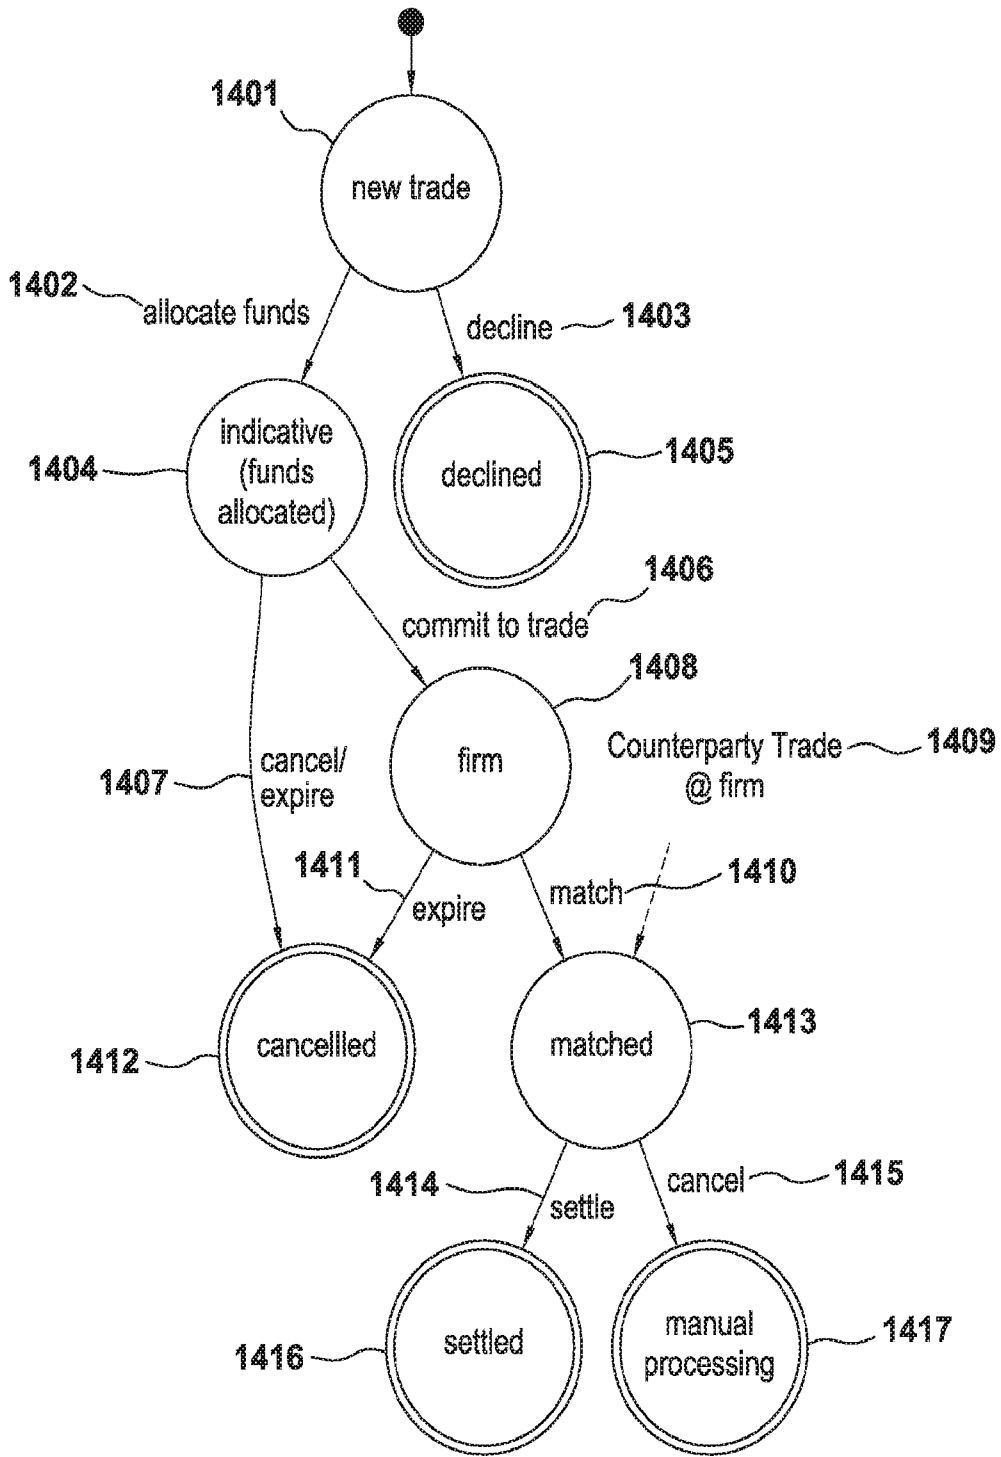 1401
new trade
1402
allocate funds
decline
1403
indicative
(funds
allocated)
1404
declined
1405
1406
commit to trade
1408
firm
Counterparty Trade
@ firm
1409
cancel/
expire
1407
1411
expire
match
1410
cancellled
1412
matched
1413
1414
settle
cancel
1415
settled
1416
manual
processing
1417